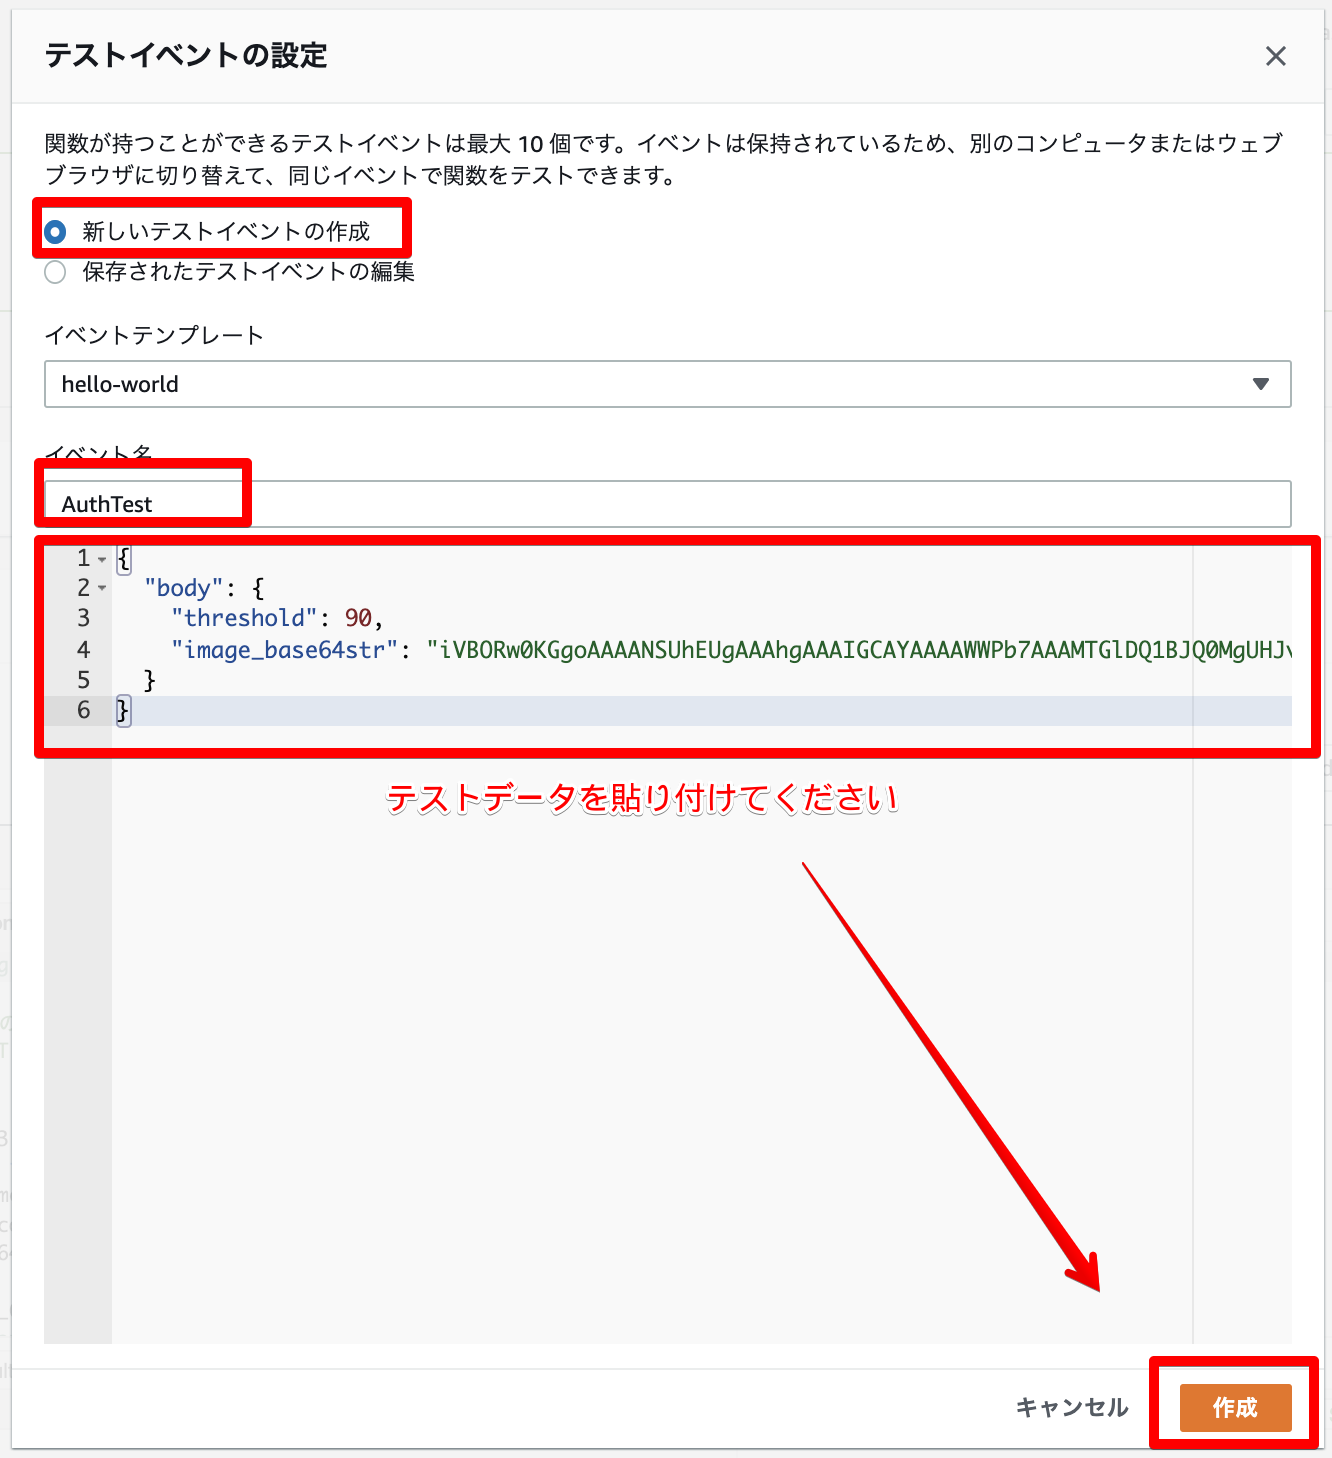 テストイベントの設定
関数が持つことができるテストイベントは最大 10 個です。イベントは保持されているため、別のコンピュータまたはウェブ
ブラウザに切り替えて、同じイベントで関数をテストできます。
新しいテストイベントの作成
保存されたテストイベントの編集
イベントテンプレート
hello-world
イベント名
AuthTest
1 {
2 "body": {
3 "threshold": 90,
4 "image_base64str": "iVBORw0KGgoAAAANSUhEUgAAAhgAAAIGCAYAAAAWWPb7AAAMTGlDQ1BJQ0MgUHJv
5 }
6 }
テストデータを貼り付けてください
キャンセル
作成